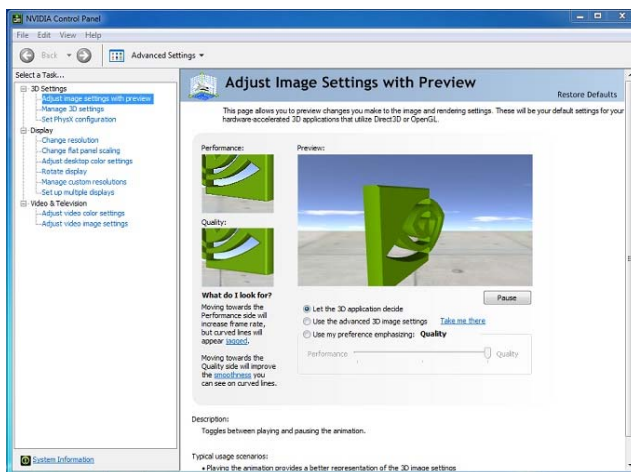 NVIDIA Control Panel
File Edit View Help
Back Advanced Settings
Select a Task...
3D Settings
Adjust image settings with preview
Manage 3D settings
Set PhysX configuration
Display
Change resolution
Change flat panel scaling
Adjust desktop color settings
Rotate display
Manage custom resolutions
Set up multiple displays
Video & Television
Adjust video color settings
Adjust video image settings
System Information
Adjust Image Settings with Preview
Restore Defaults
This page allows you to preview changes you make to the image and rendering settings. These will be your default settings for your
hardware-accelerated 3D applications that utilize Direct3D or OpenGL.
Performance:
Quality:
What do I look for?
Moving towards the
Performance side will
increase frame rate,
but curved lines will
appear jagged.
Moving towards the
Quality side will improve
the smoothness you
can see on curved lines.
Preview:
Pause
Let the 3D application decide
Use the advanced 3D image settings Take me there
Use my preference emphasizing: Quality
Performance Quality
Description:
Toggles between playing and pausing the animation.
Typical usage scenarios:
• Playing the animation provides a better representation of the 3D image settings